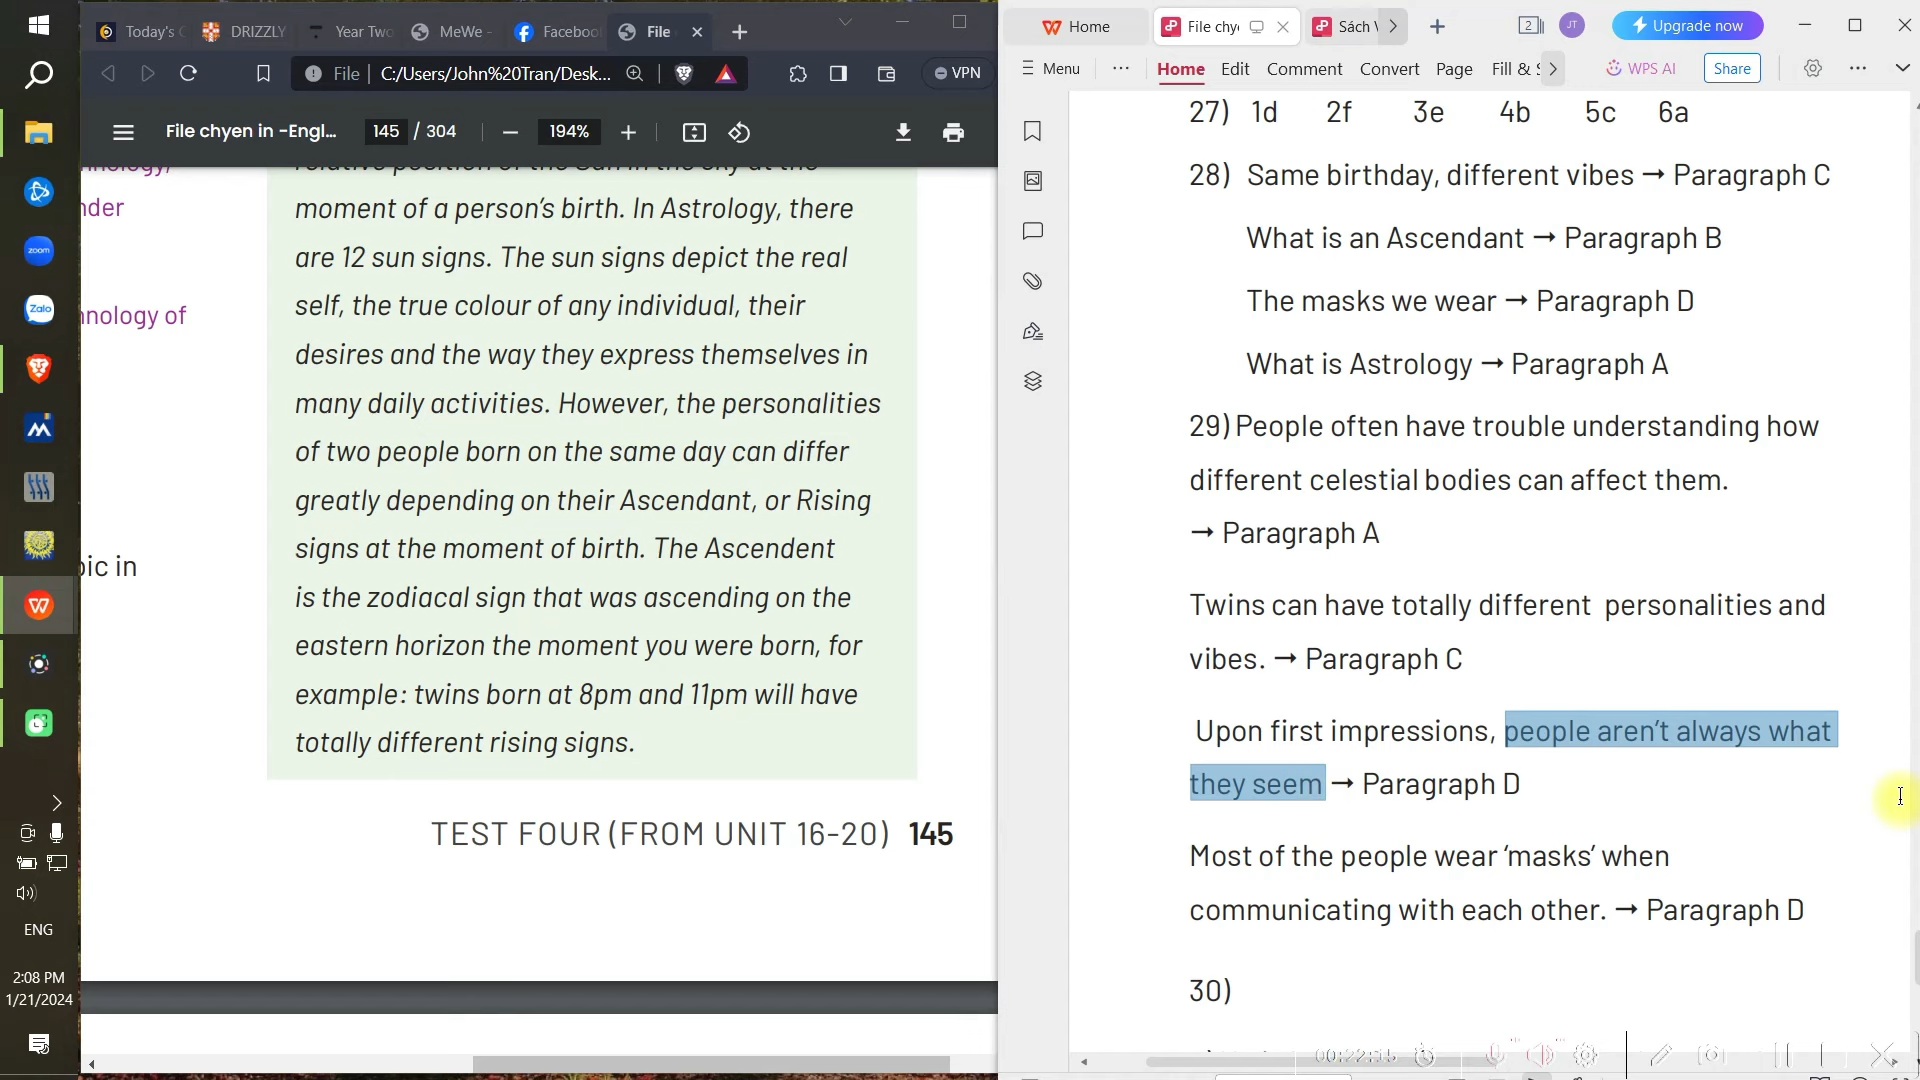 Today's
DRIZZLY
Year Two
MeWe -
Faceboo
File
File
C:/Users/John%20Tran/Desk...
VPN
File chyen in -Engl...
145 / 304
194%
nder
nology of
pic in
moment of a person's birth. In Astrology, there
are 12 sun signs. The sun signs depict the real
self, the true colour of any individual, their
desires and the way they express themselves in
many daily activities. However, the personalities
of two people born on the same day can differ
greatly depending on their Ascendant, or Rising
signs at the moment of birth. The Ascendent
is the zodiacal sign that was ascending on the
eastern horizon the moment you were born, for
example: twins born at 8pm and 11pm will have
totally different rising signs.
TEST FOUR (FROM UNIT 16-20) 145
zoom
Zalo
ENG
2:08 PM
1/21/2024
Home
File chye
Sách V
2
JT
Upgrade now
Menu
Home
Edit
Comment
Convert
Page
Fill & S
WPS AI
Share
27) 1d 2f 3e 4b 5c 6a
28) Same birthday, different vibes → Paragraph C
What is an Ascendant → Paragraph B
The masks we wear → Paragraph D
What is Astrology → Paragraph A
29) People often have trouble understanding how
different celestial bodies can affect them.
→ Paragraph A
Twins can have totally different personalities and
vibes. → Paragraph C
Upon first impressions, people aren't always what
they seem → Paragraph D
Most of the people wear 'masks' when
communicating with each other. → Paragraph D
30)
00:22:15